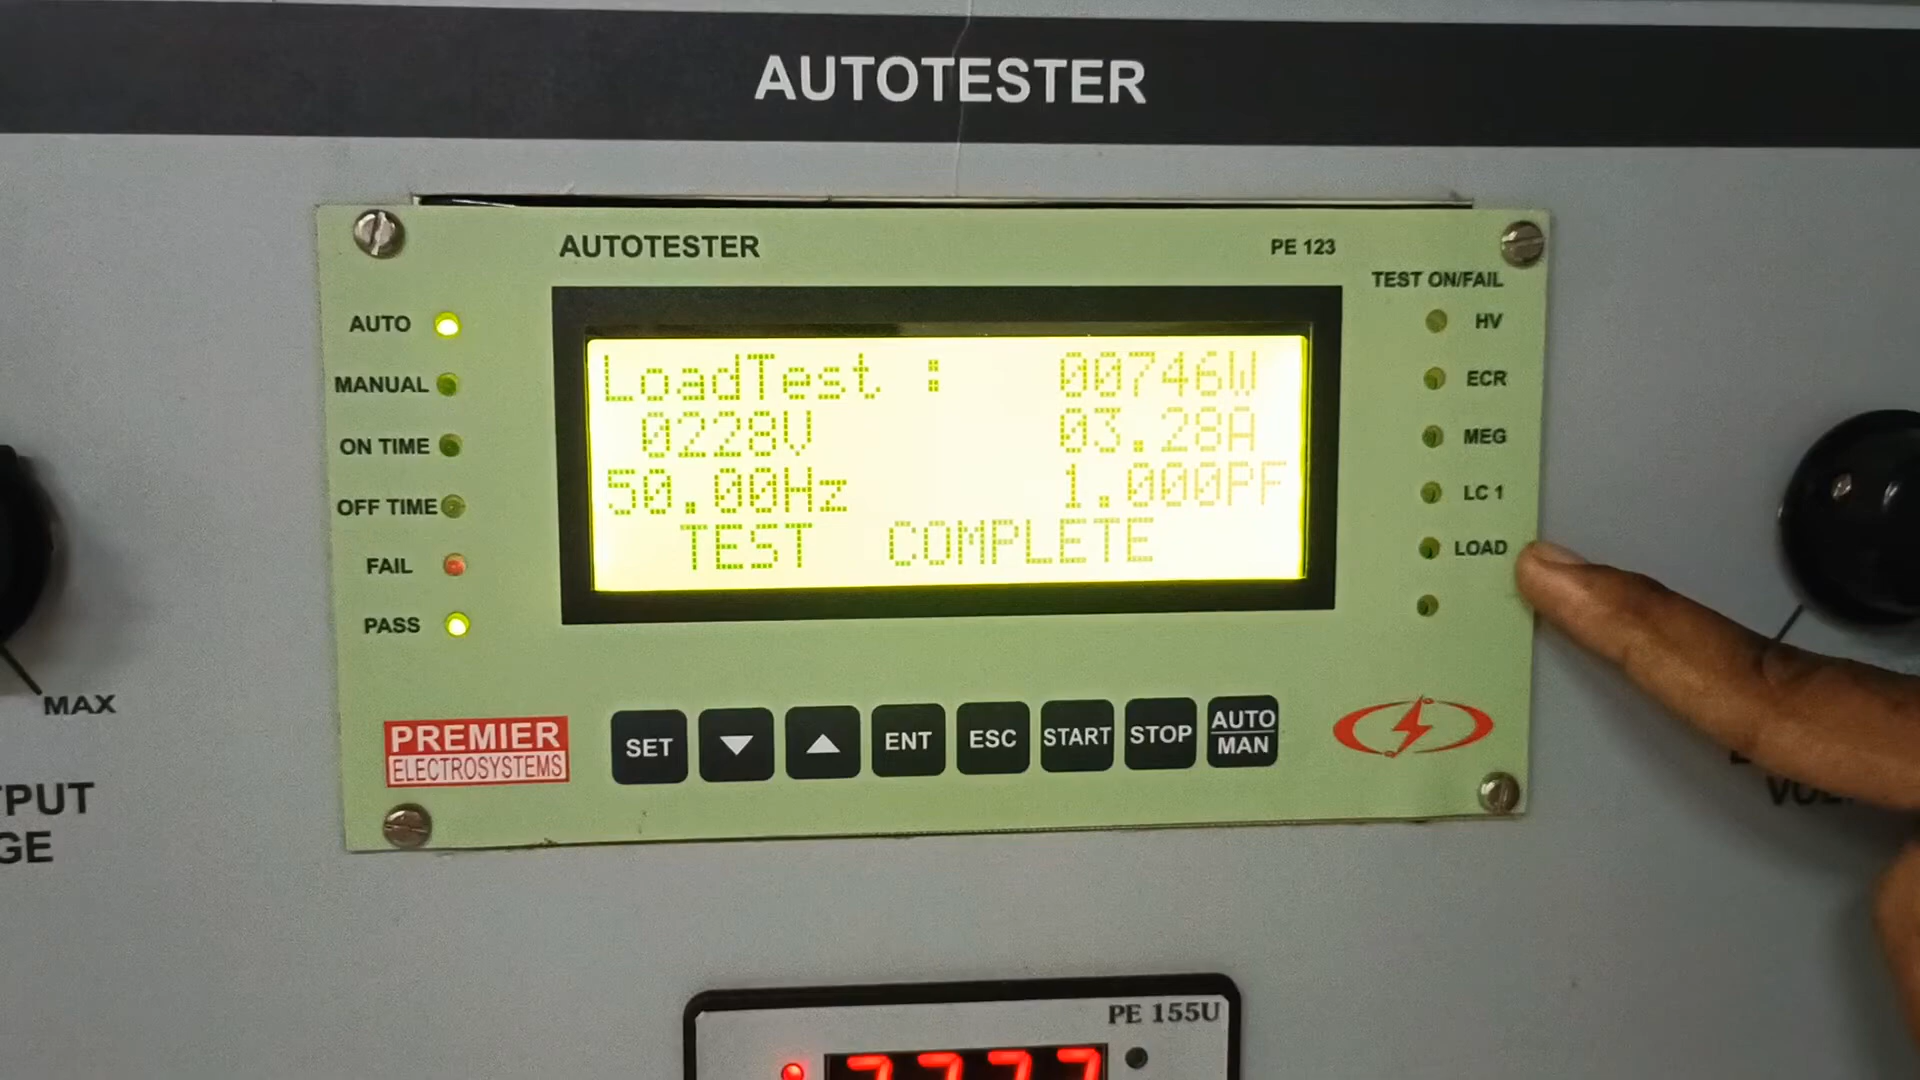 AUTOTESTER
AUTOTESTER
PE 123
TEST ON/FAIL
AUTO
MANUAL
ON TIME
OFF TIME
FAIL
PASS
LoadTest : 00746W
0228V 03.28A
50.00Hz 1.000PF
TEST COMPLETE
HV
ECR
MEG
LC 1
LOAD
MAX
PREMIER
ELECTROSYSTEMS
SET
ENT
ESC
START
STOP
AUTO
MAN
PE 155U